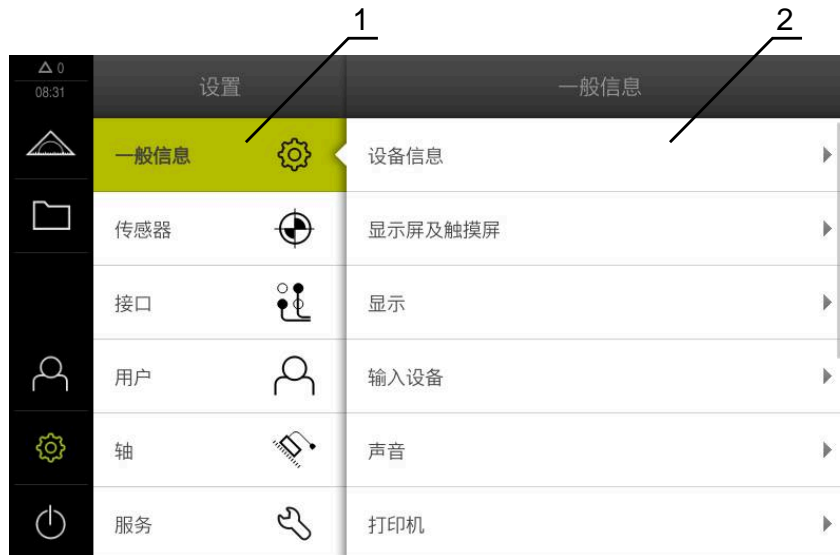 1
2
△ 0
08:31
设置
一般信息
一般信息
设备信息
传感器
显示屏及触摸屏
接口
显示
用户
输入设备
轴
声音
服务
打印机